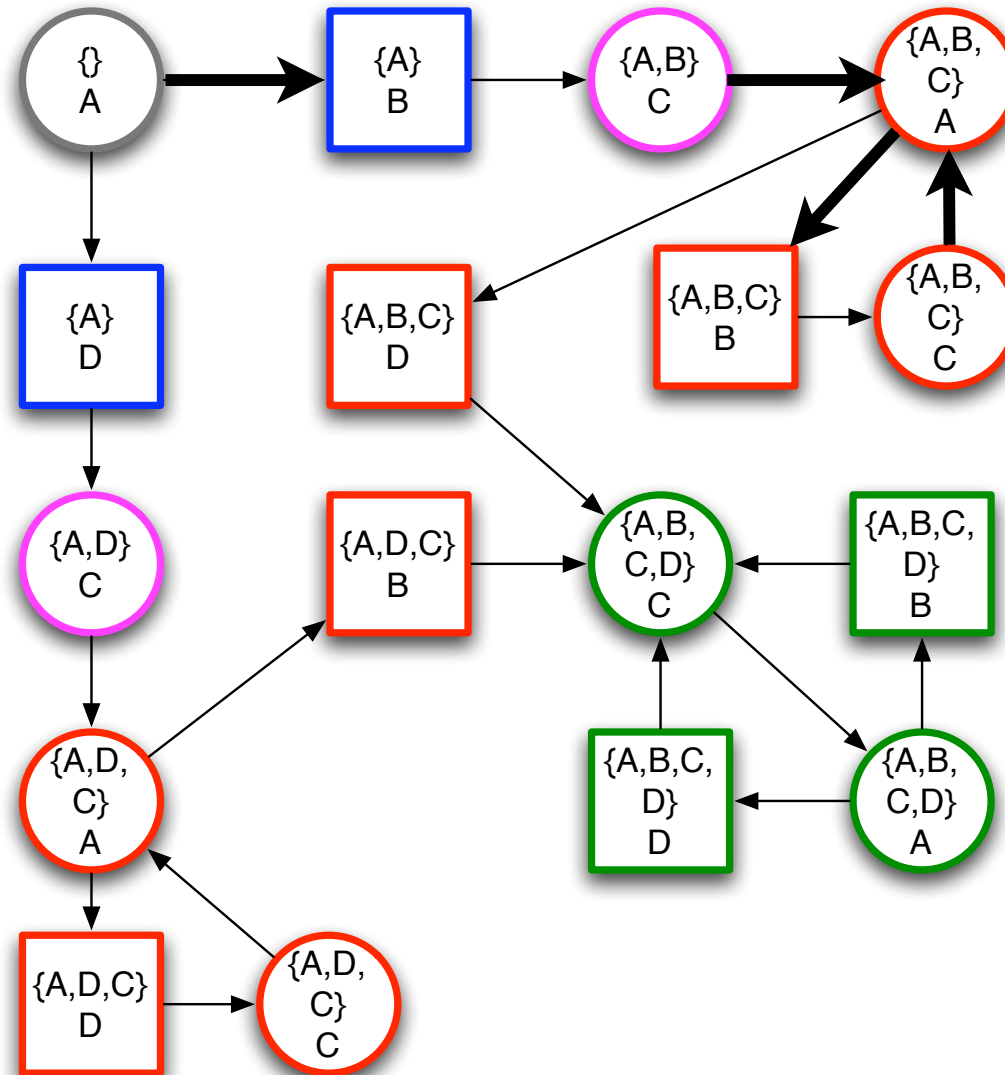 {}
A
{A}
B
{A,B}
C
{A,B,
C}
A
{A}
D
{A,B,C}
D
{A,B,C}
B
{A,B,
C}
C
{A,D}
C
{A,D,C}
B
{A,B,
C,D}
C
{A,B,C,
D}
B
{A,D,
C}
A
{A,B,C,
D}
D
{A,B,
C,D}
A
{A,D,C}
D
{A,D,
C}
C